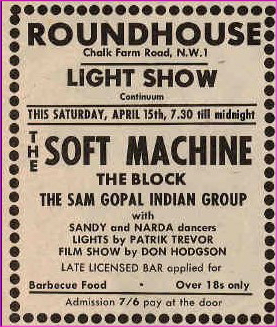 ROUNDHOUSE
Chalk Farm Road, N.W.1
LIGHT SHOW
Continuum
THIS SATURDAY, APRIL 15th, 7.30 till midnight
THE SOFT MACHINE
THE BLOCK
THE SAM GOPAL INDIAN GROUP
with
SANDY and NARDA dancers
LIGHTS by PATRIK TREVOR
FILM SHOW by DON HODGSON
LATE LICENSED BAR applied for
Barbecue Food • Over 18s only
Admission 7/6 pay at the door